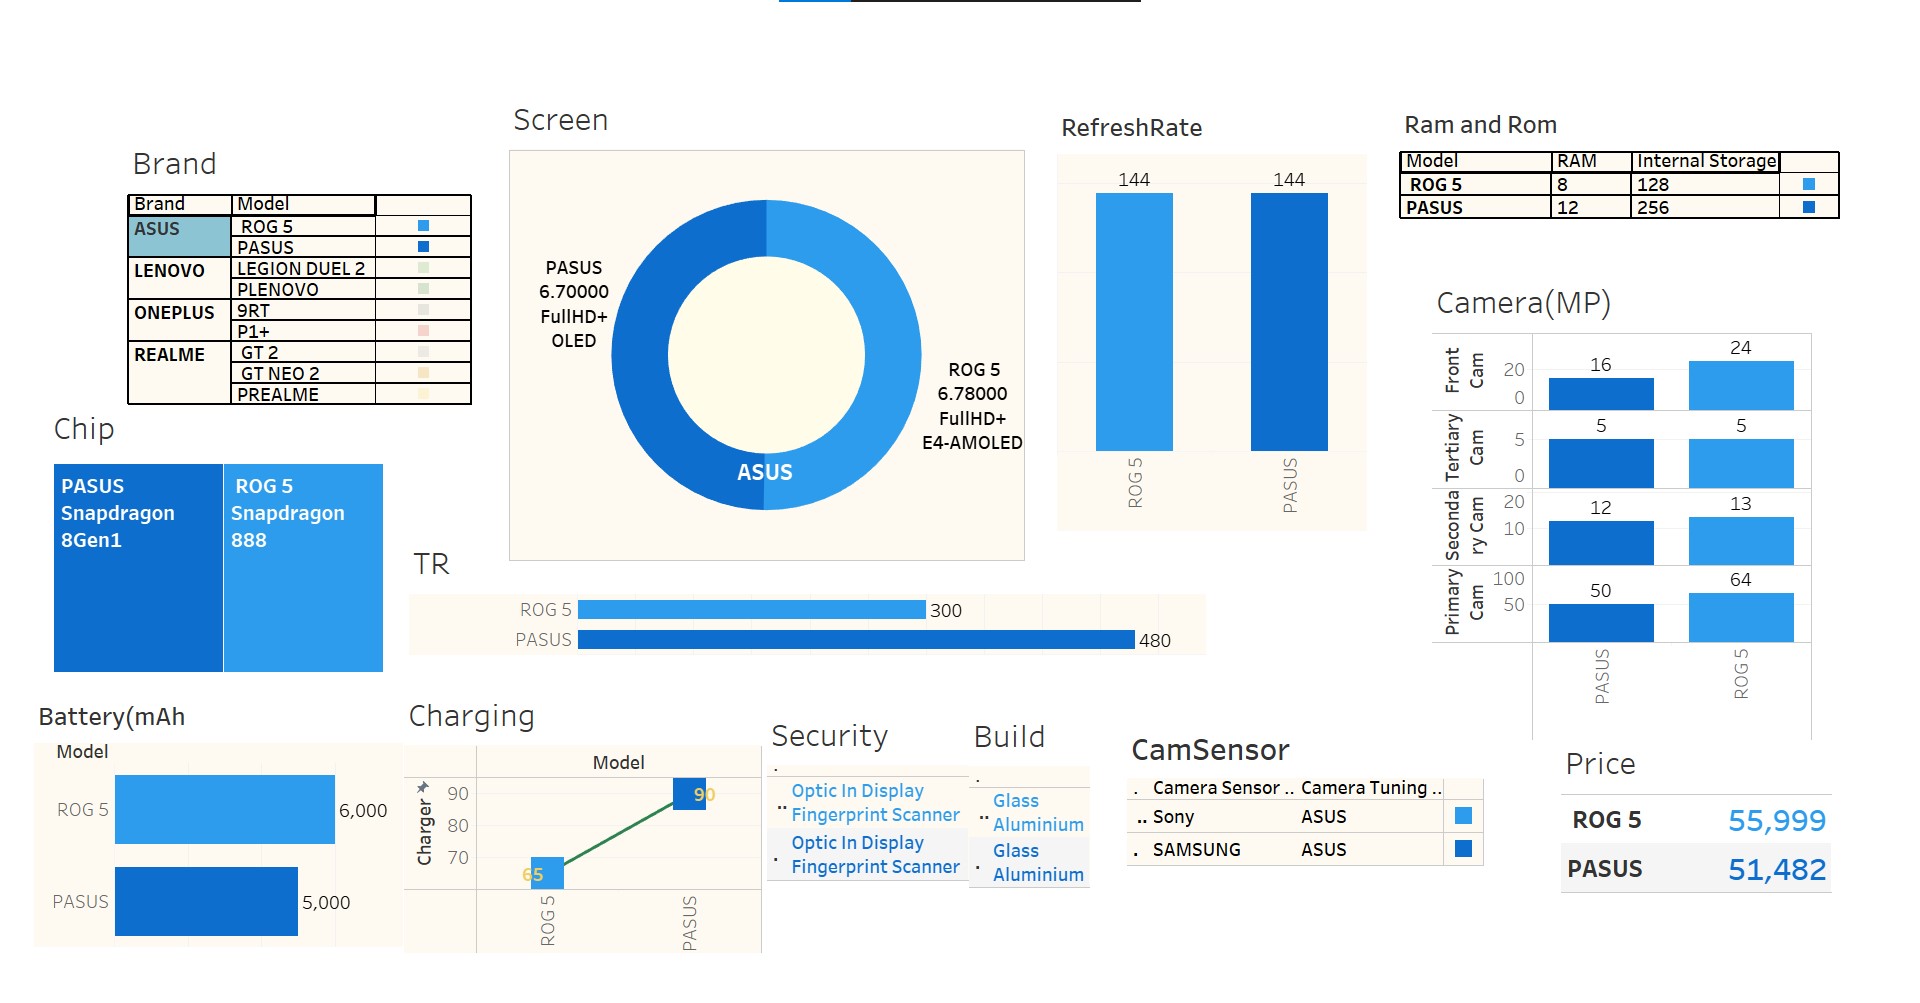 Brand
Brand Model
ASUS ROG 5
PASUS
LENOVO LEGION DUEL 2
PLENOVO
ONEPLUS 9RT
P1+
REALME GT 2
GT NEO 2
PREALME
Screen
PASUS
6.70000
FullHD+
OLED
ROG 5
6.78000
FullHD+
E4-AMOLED
ASUS
RefreshRate
144 144
ROG 5 PASUS
Ram and Rom
Model RAM Internal Storage
ROG 5 8 128
PASUS 12 256
Camera(MP)
Front
Cam
20
0
16 24
Tertiary
Cam
5
0
5 5
Seconda
ry Cam
20
10
12 13
Primary
Cam
100
50
50 64
PASUS ROG 5
Chip
PASUS
Snapdragon
8Gen1
ROG 5
Snapdragon
888
TR
ROG 5 300
PASUS 480
Battery(mAh
Model
ROG 5 6,000
PASUS 5,000
Charging
Model
Charger
90
80
70
65
90
ROG 5 PASUS
Security
.
.. Optic In Display
Fingerprint Scanner
. Optic In Display
Fingerprint Scanner
Build
.
.. Glass
Aluminium
. Glass
Aluminium
CamSensor
. Camera Sensor .. Camera Tuning ..
.. Sony ASUS
. SAMSUNG ASUS
Price
ROG 5 55,999
PASUS 51,482